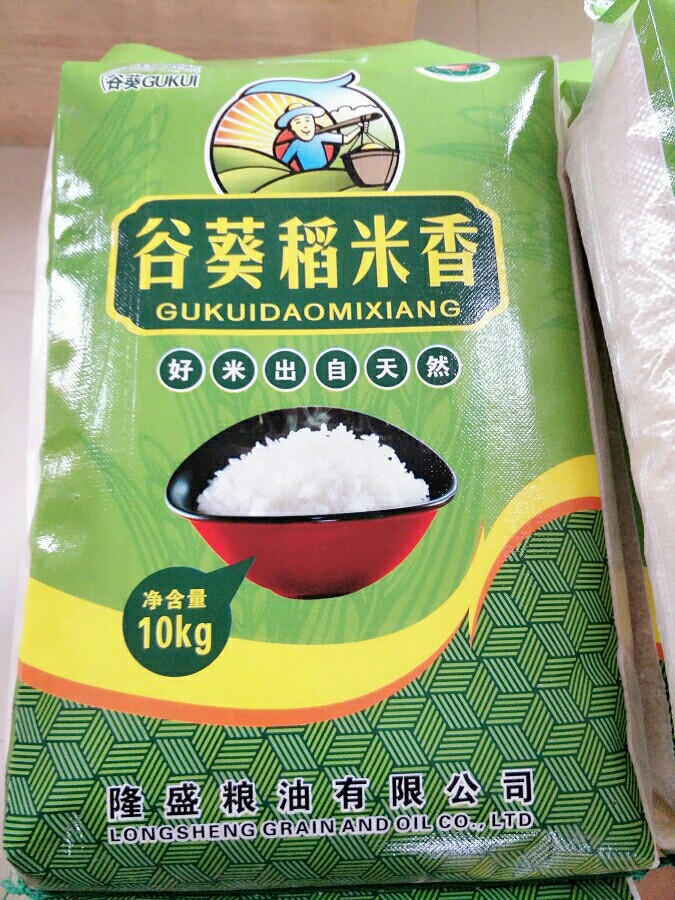 谷葵GUKUI
谷葵稻米香
GUKUIDAOMIXIANG
好米出自天然
净含量
10kg
隆盛粮油有限公司
LONGSHENG GRAIN AND OIL CO., LTD